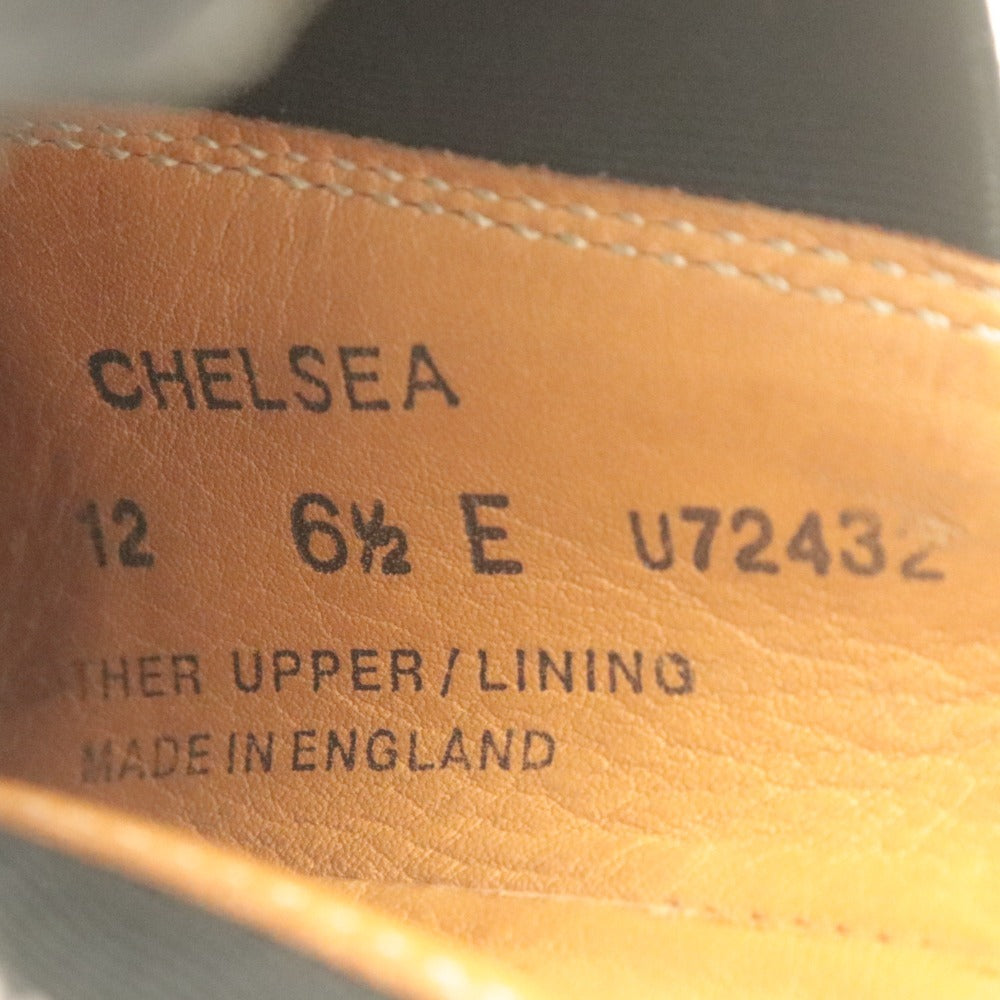 CHELSEA
12 6½ E U72432
THER UPPER/LINING
MADE IN ENGLAND